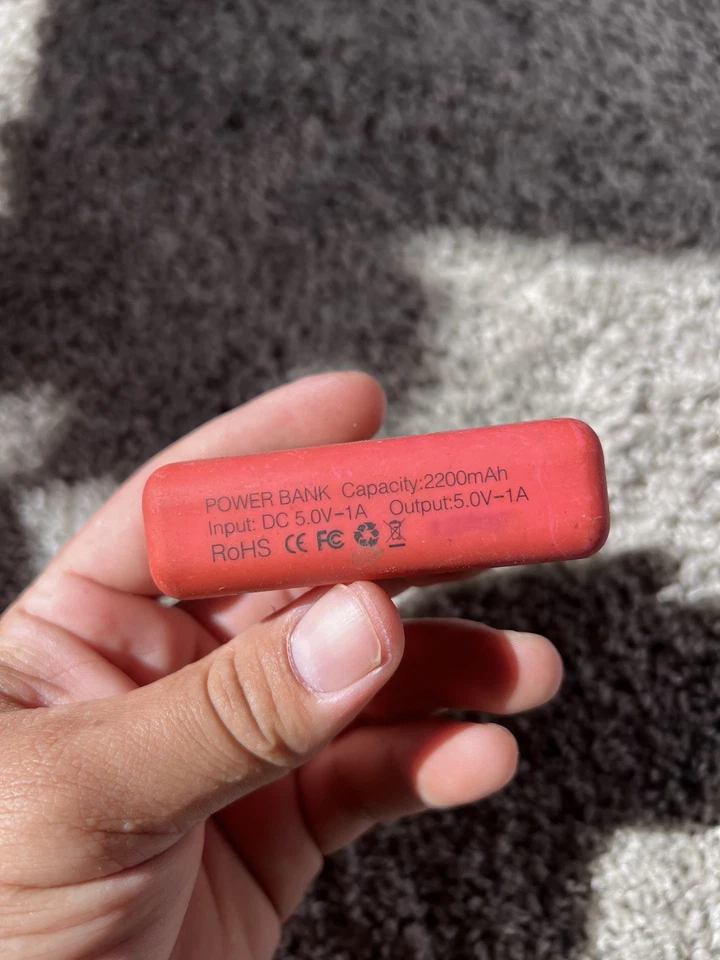 POWER BANK Capacity:2200mAh
Input: DC 5.0V-1A Output:5.0V-1A
RoHS CE FC